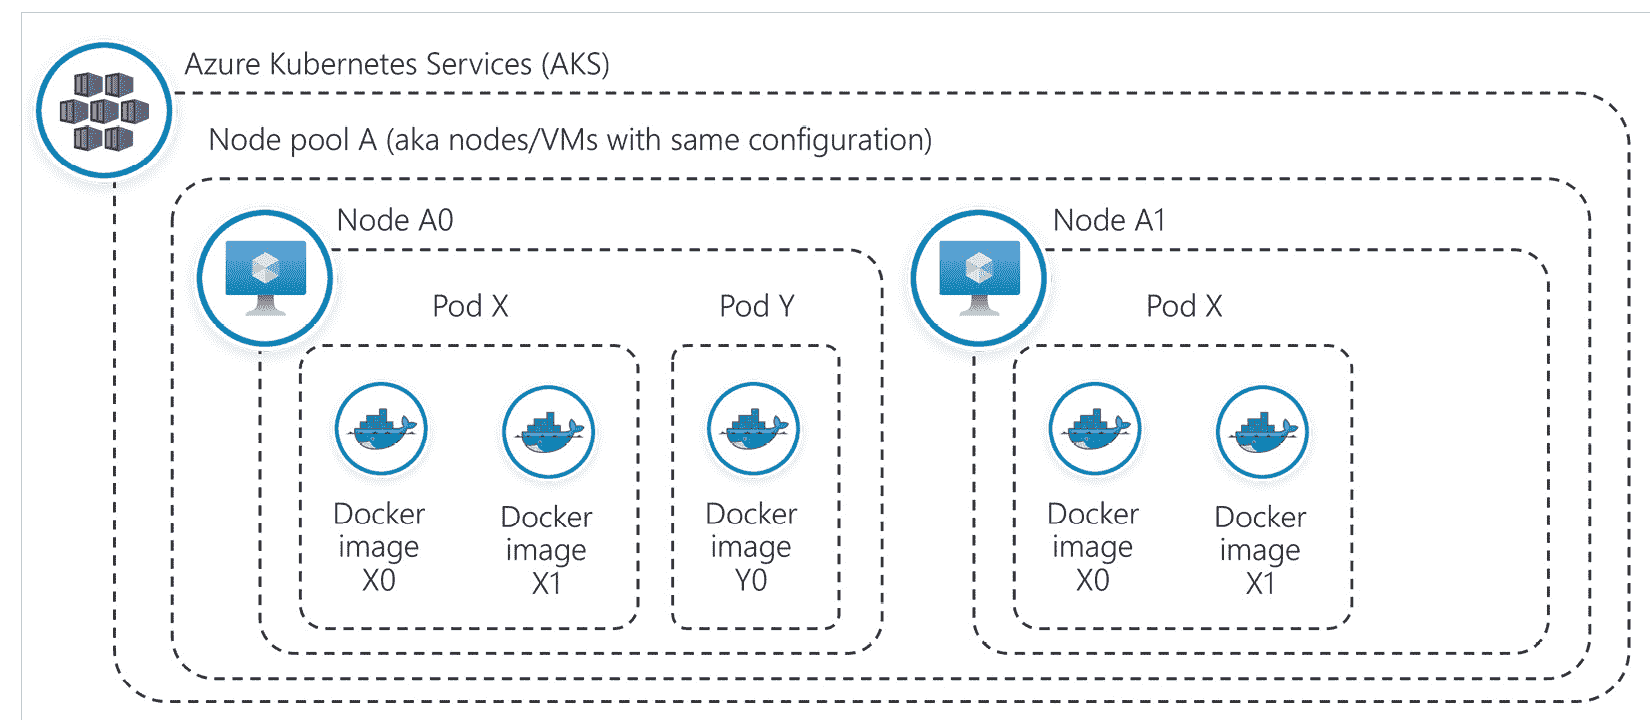 Azure Kubernetes Services (AKS)
Node pool A (aka nodes/VMs with same configuration)
Node A0
Node A1
Pod X
Pod Y
Pod X
Docker
image
X0
Docker
image
X1
Docker
image
Y0
Docker
image
X0
Docker
image
X1